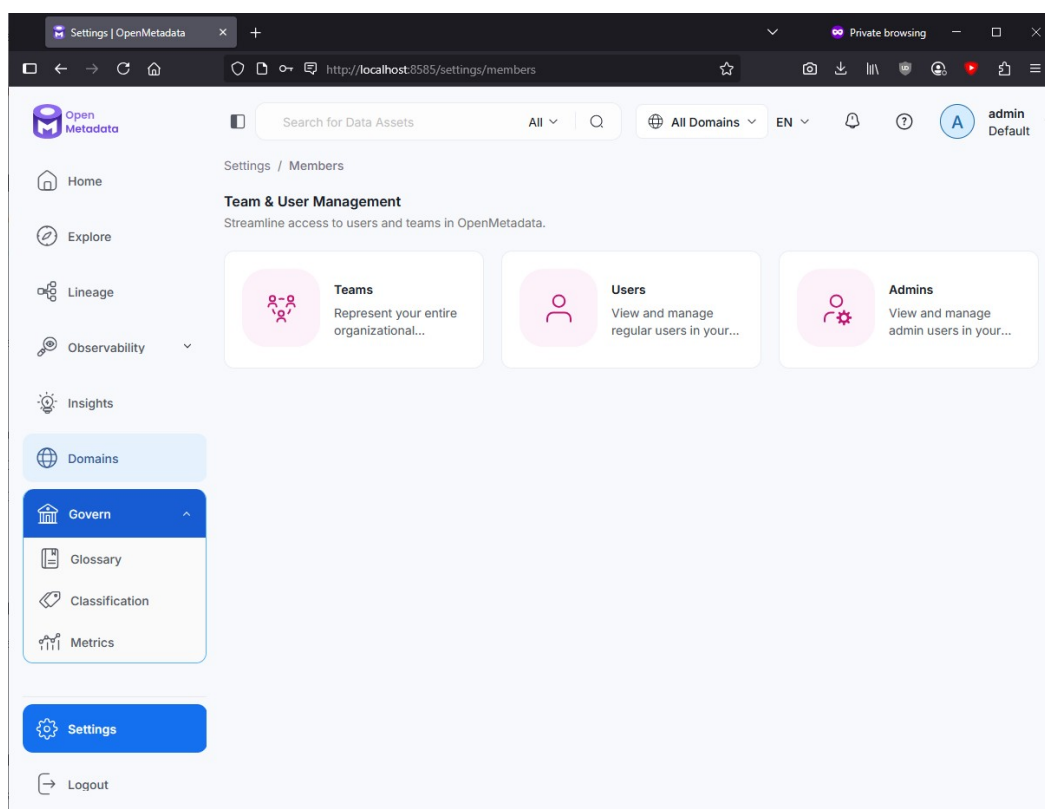 Settings | OpenMetadata
Private browsing
http://localhost:8585/settings/members
Open
Metadata
Search for Data Assets
All
All Domains
EN
A
admin
Default
Settings / Members
Team & User Management
Streamline access to users and teams in OpenMetadata.
Teams
Represent your entire
organizational...
Users
View and manage
regular users in your...
Admins
View and manage
admin users in your...
Home
Explore
Lineage
Observability
Insights
Domains
Govern
Glossary
Classification
Metrics
Settings
Logout